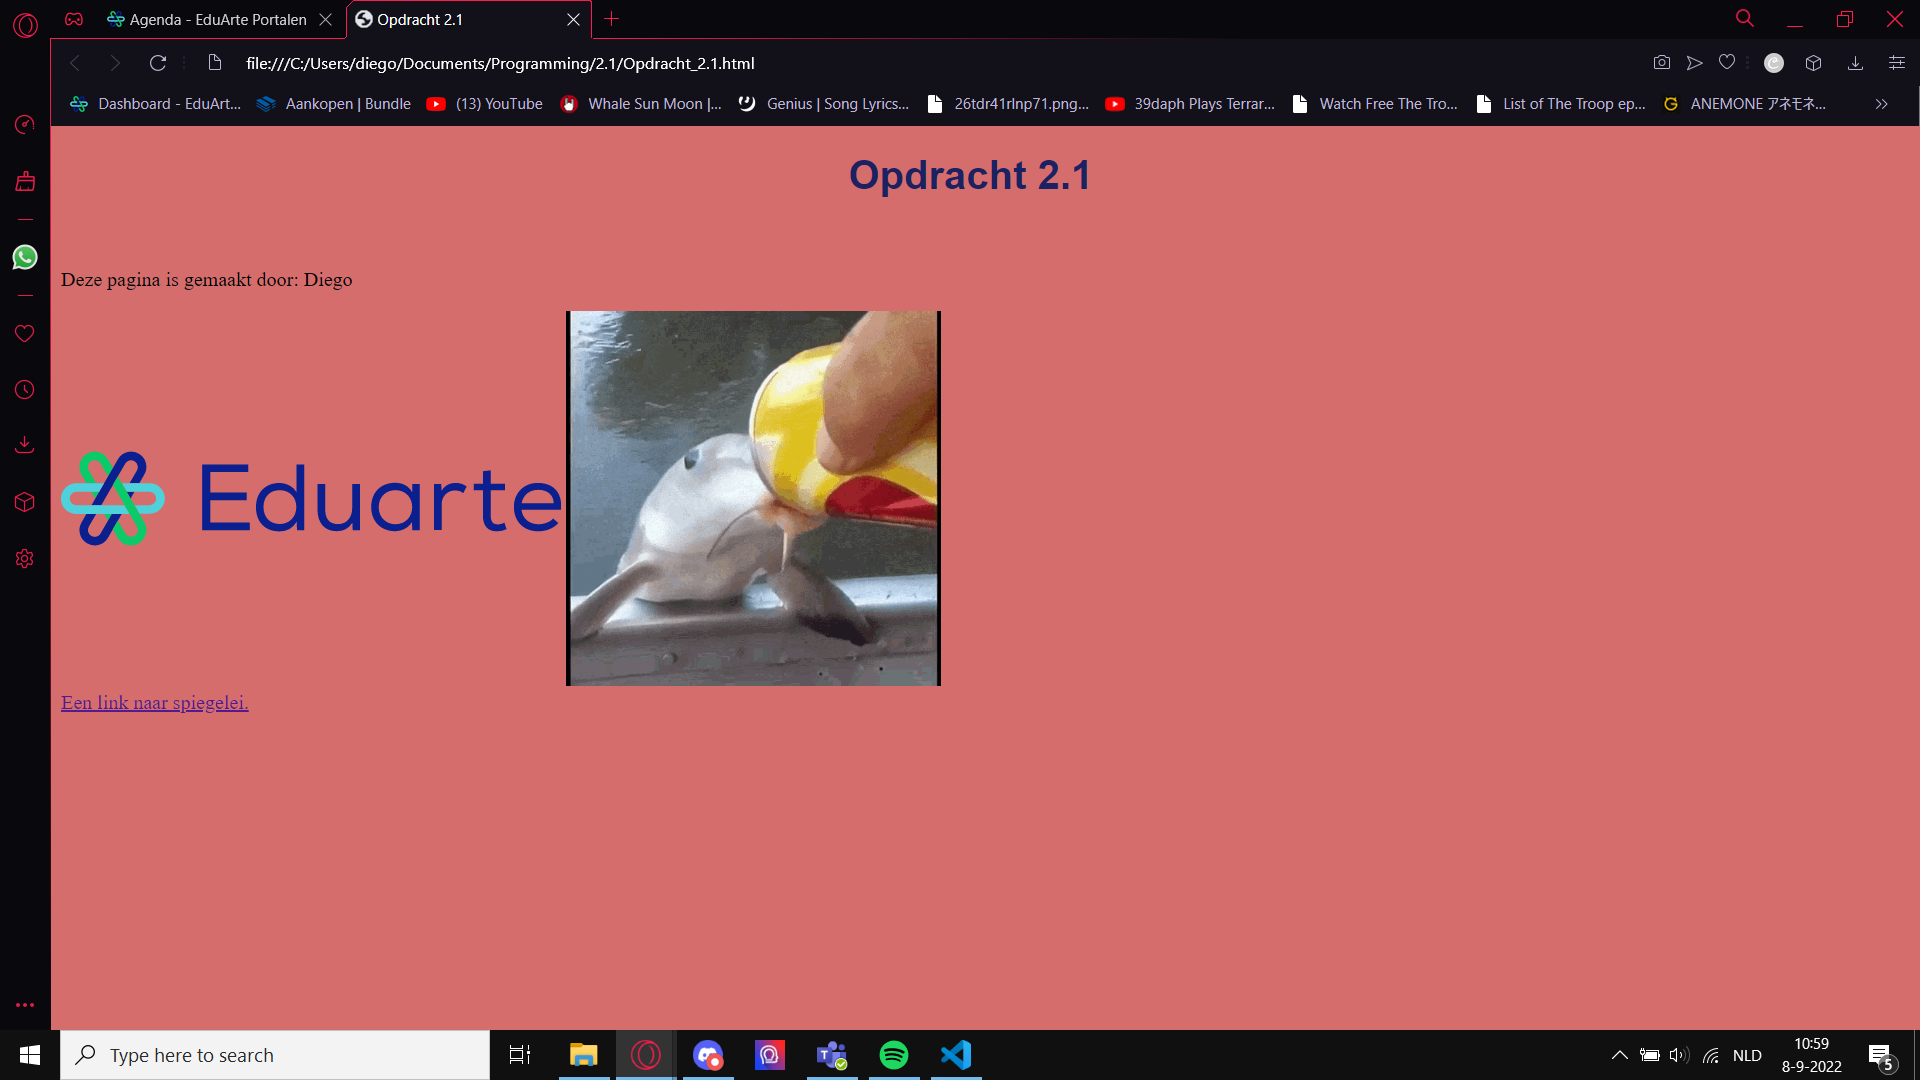 Agenda - EduArte Portalen
Opdracht 2.1
file:///C:/Users/diego/Documents/Programming/2.1/Opdracht_2.1.html
Dashboard - EduArt...
Aankopen | Bundle
(13) YouTube
Whale Sun Moon |...
Genius | Song Lyrics...
26tdr41rlnp71.png...
39daph Plays Terrar...
Watch Free The Tro...
List of The Troop ep...
ANEMONE アネモネ...
Opdracht 2.1
Deze pagina is gemaakt door: Diego
Eduarte
Een link naar spiegelei.
Type here to search
NLD
10:59
8-9-2022
5